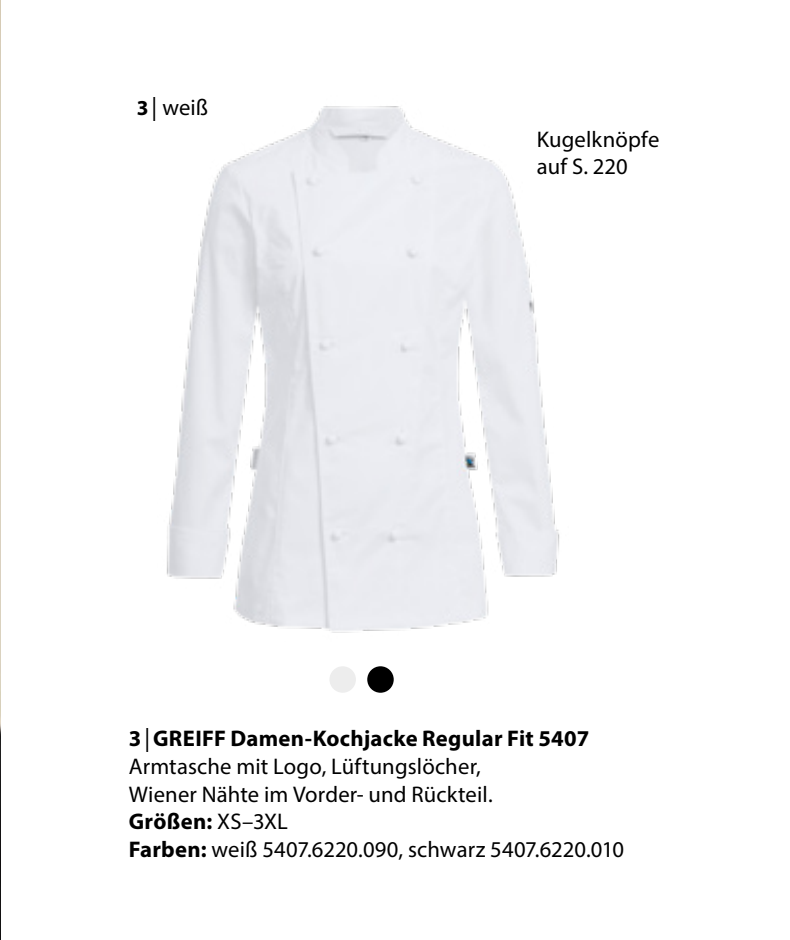 3| weiß
Kugelknöpfe
auf S. 220
3|GREIFF Damen-Kochjacke Regular Fit 5407
Armtasche mit Logo, Lüftungslöcher,
Wiener Nähte im Vorder- und Rückteil.
Größen: XS–3XL
Farben: weiß 5407.6220.090, schwarz 5407.6220.010